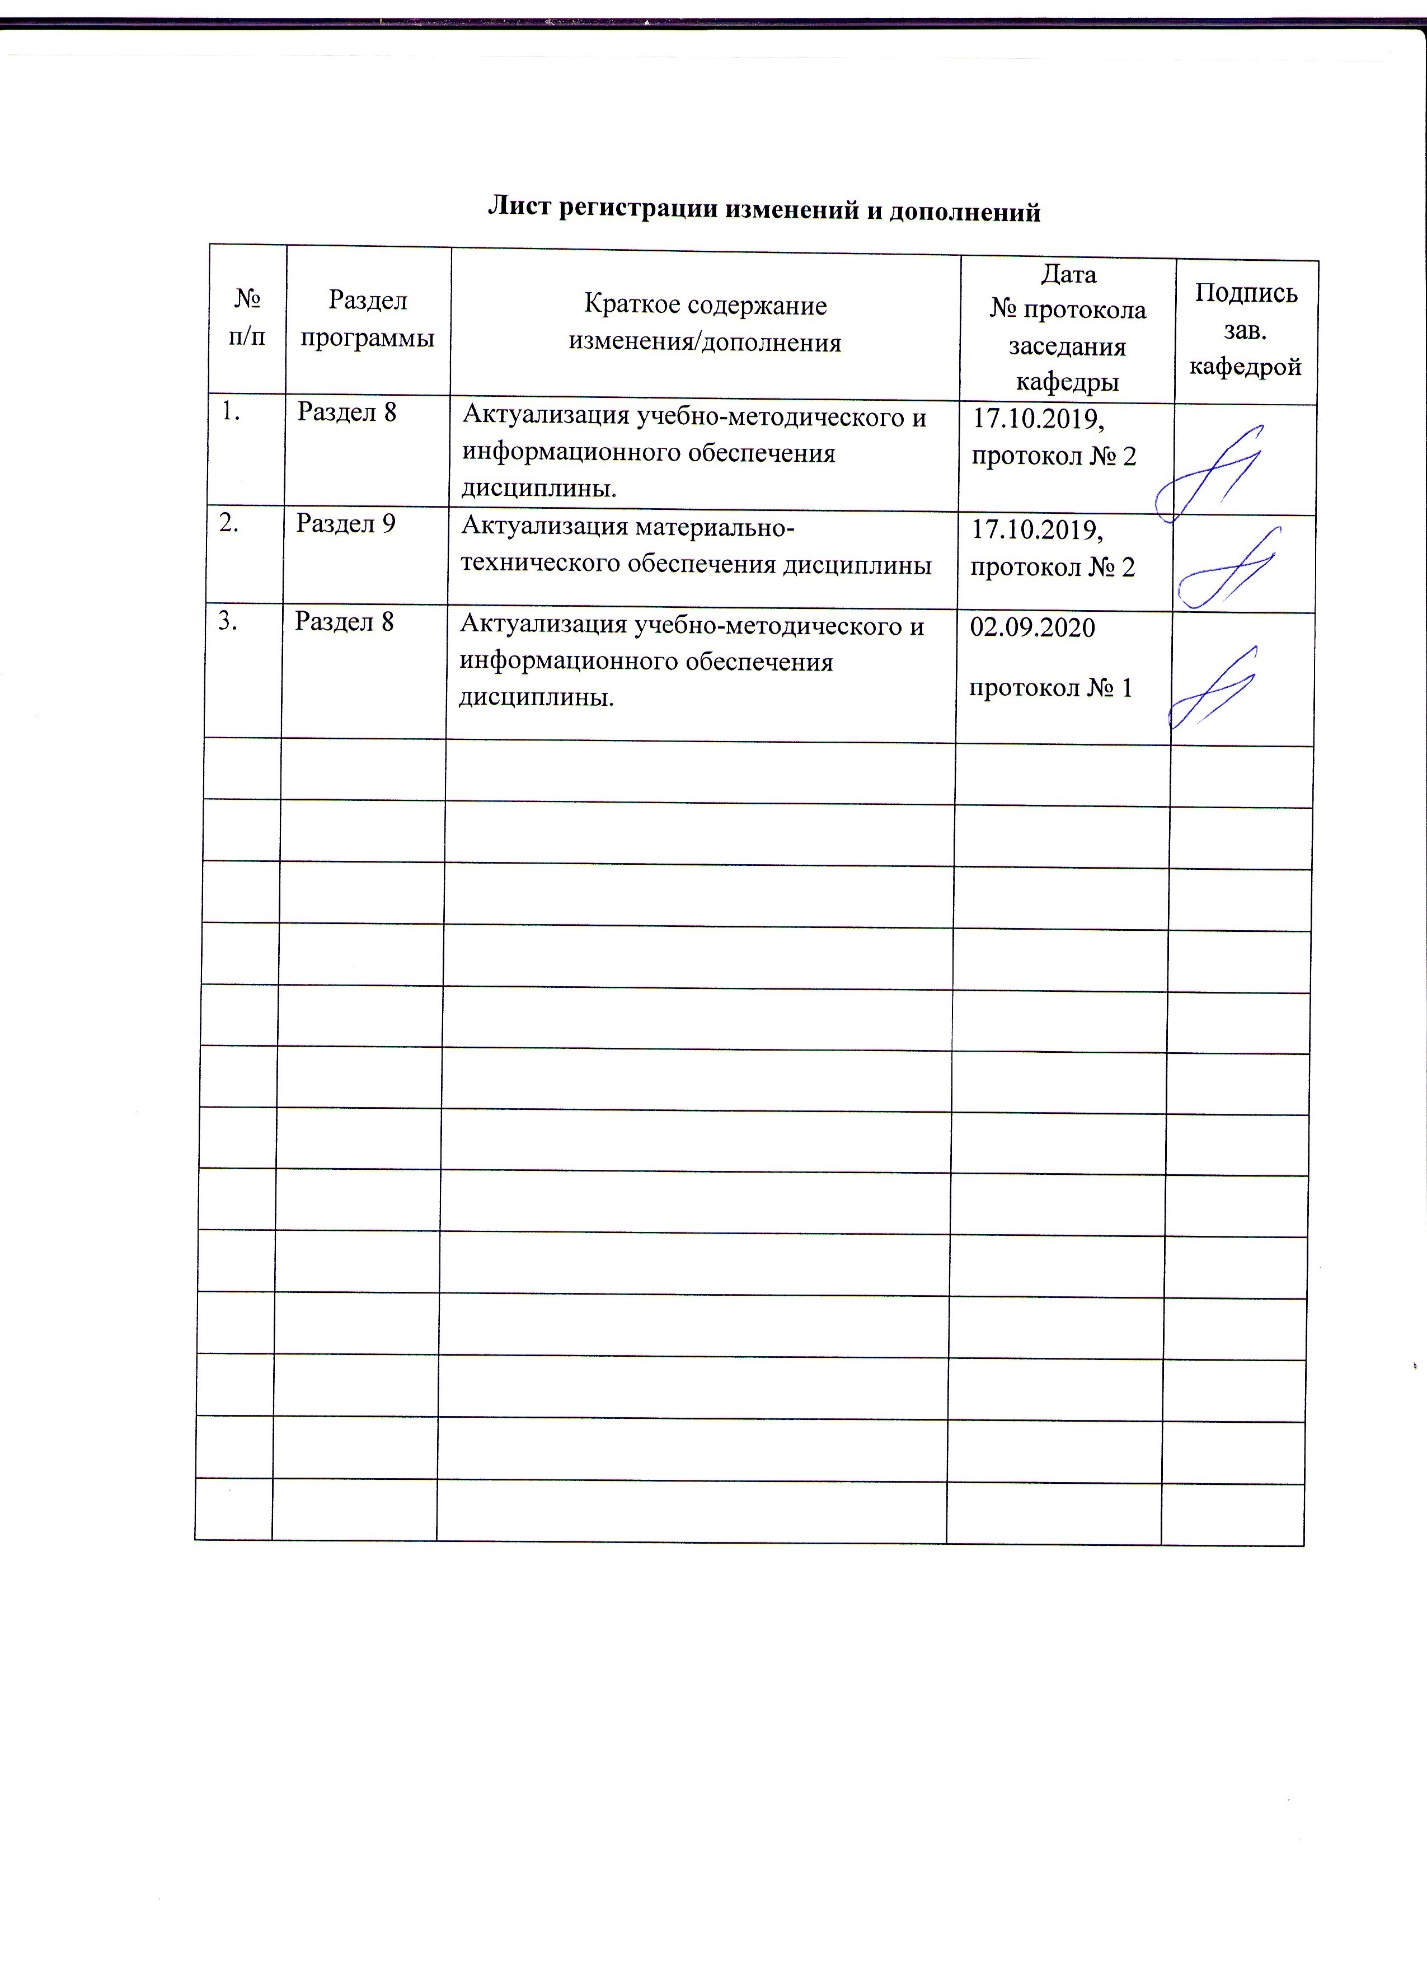 Лист регистрации изменений и дополнений
№
п/п
Раздел
программы
Краткое содержание
изменения/дополнения
Дата
№ протокола
заседания
кафедры
Подпись
зав.
кафедрой
1.
Раздел 8
Актуализация учебно-методического и
информационного обеспечения
дисциплины.
17.10.2019,
протокол № 2
2.
Раздел 9
Актуализация материально-
технического обеспечения дисциплины
17.10.2019,
протокол № 2
3.
Раздел 8
Актуализация учебно-методического и
информационного обеспечения
дисциплины.
02.09.2020
протокол № 1